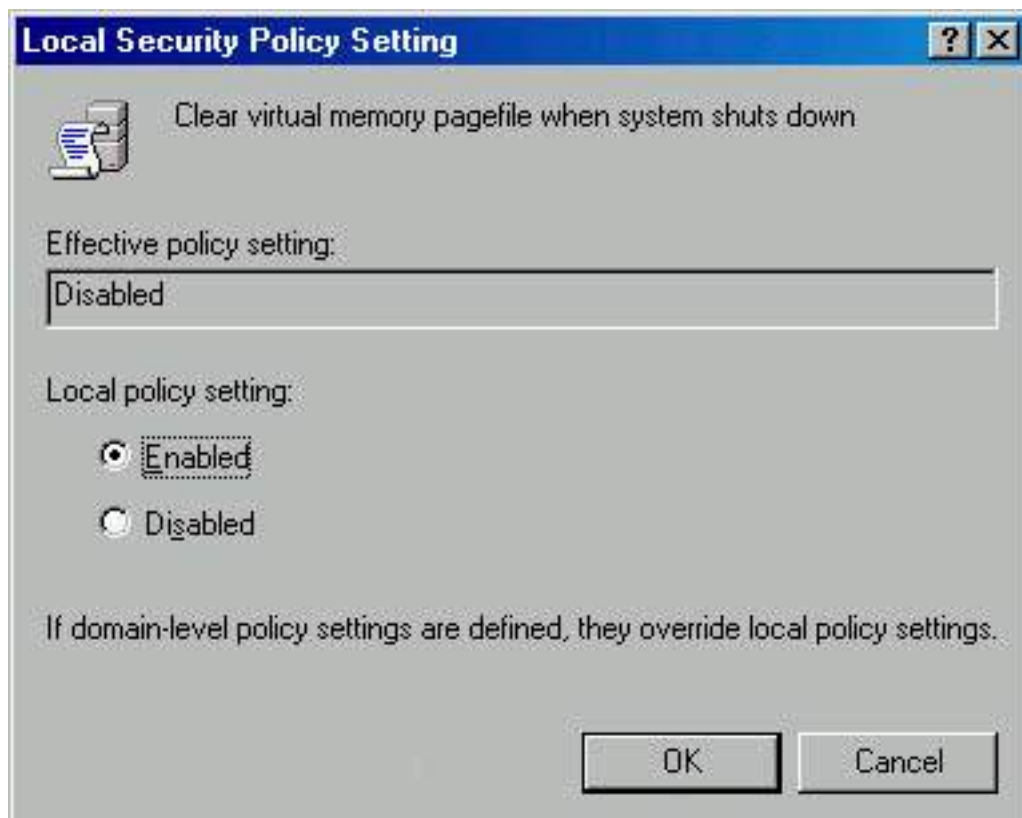 Local Security Policy Setting
?
Clear virtual memory pagefile when system shuts down
Effective policy setting:
Disabled
Local policy setting:
Enabled
Disabled
If domain-level policy settings are defined, they override local policy settings.
OK Cancel